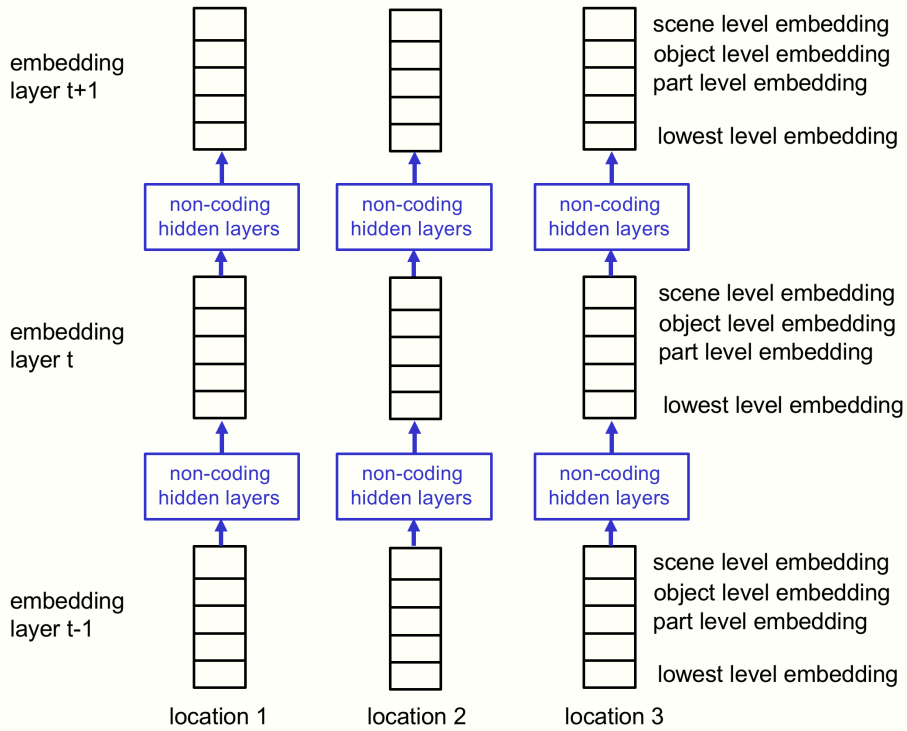 embedding
layer t+1
scene level embedding
object level embedding
part level embedding
lowest level embedding
non-coding
hidden layers
non-coding
hidden layers
non-coding
hidden layers
embedding
layer t
scene level embedding
object level embedding
part level embedding
lowest level embedding
non-coding
hidden layers
non-coding
hidden layers
non-coding
hidden layers
embedding
layer t-1
scene level embedding
object level embedding
part level embedding
lowest level embedding
location 1
location 2
location 3